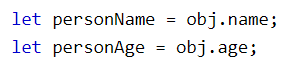 let personName = obj.name;
let personAge = obj.age;